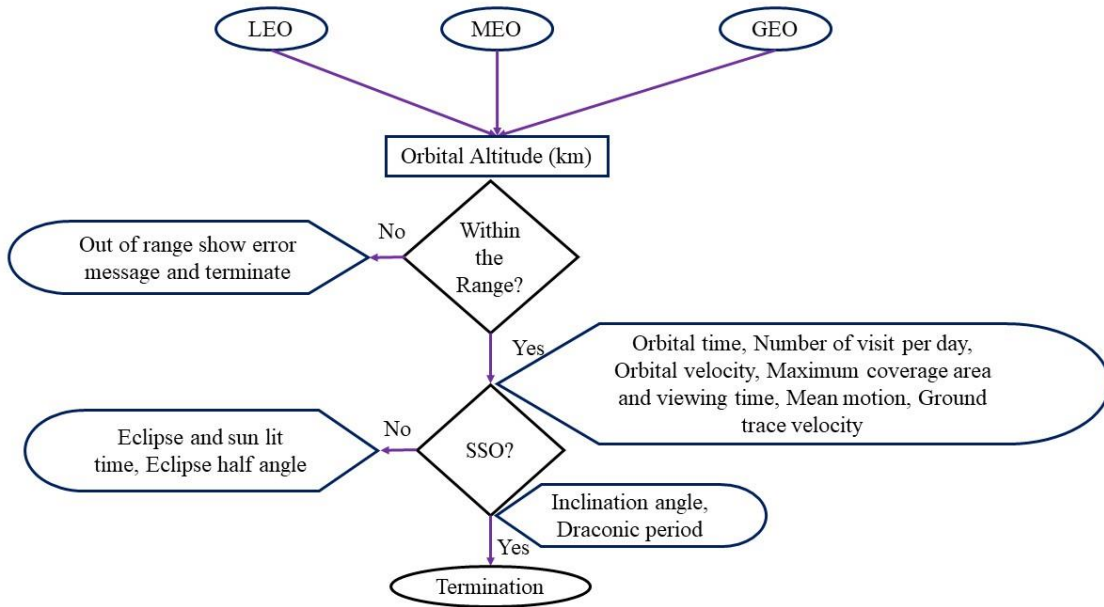 LEO
MEO
GEO
Orbital Altitude (km)
No
Within
the
Range?
Out of range show error
message and terminate
Yes
Orbital time, Number of visit per day,
Orbital velocity, Maximum coverage area
and viewing time, Mean motion, Ground
trace velocity
No
SSO?
Eclipse and sun lit
time, Eclipse half angle
Inclination angle,
Draconic period
Yes
Termination